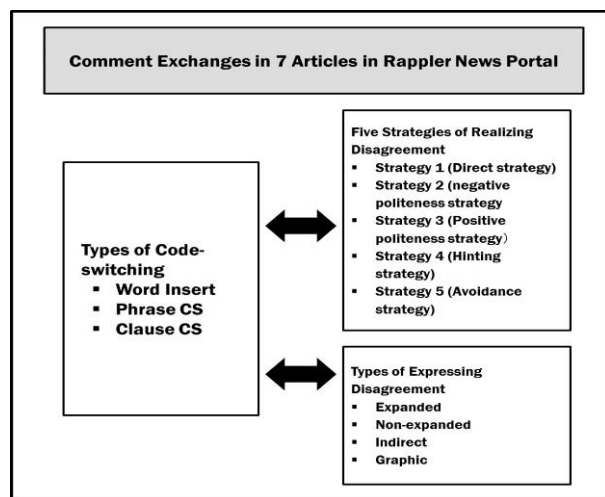 Comment Exchanges in 7 Articles in Rappler News Portal
Types of Code-
switching
▪ Word Insert
▪ Phrase CS
▪ Clause CS
Five Strategies of Realizing
Disagreement
▪ Strategy 1 (Direct strategy)
▪ Strategy 2 (negative
politeness strategy
▪ Strategy 3 (Positive
politeness strategy）
▪ Strategy 4 (Hinting
strategy)
▪ Strategy 5 (Avoidance
strategy)
Types of Expressing
Disagreement
▪ Expanded
▪ Non-expanded
▪ Indirect
▪ Graphic